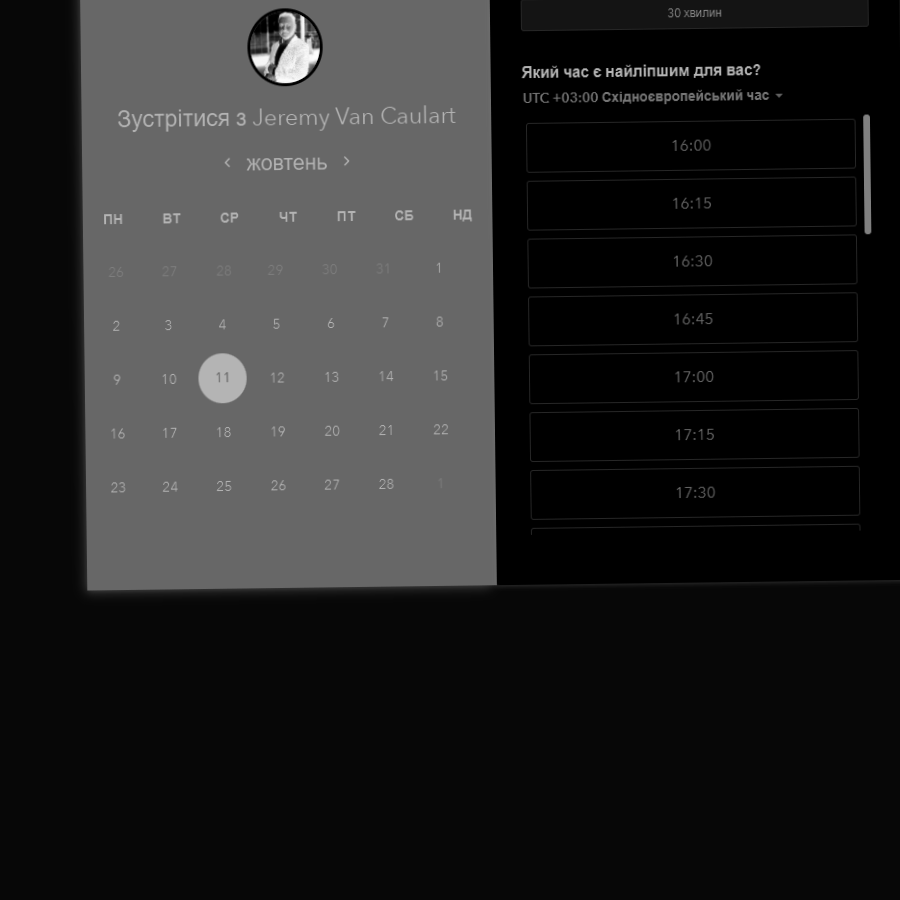 Зустрітися з Jeremy Van Caulart
‹ жовтень ›
ПН ВТ СР ЧТ ПТ СБ НД
26 27 28 29 30 31 1
2 3 4 5 6 7 8
9 10 11 12 13 14 15
16 17 18 19 20 21 22
23 24 25 26 27 28 1
30 хвилин
Який час є найліпшим для вас?
UTC +03:00 Східноєвропейський час
16:00
16:15
16:30
16:45
17:00
17:15
17:30